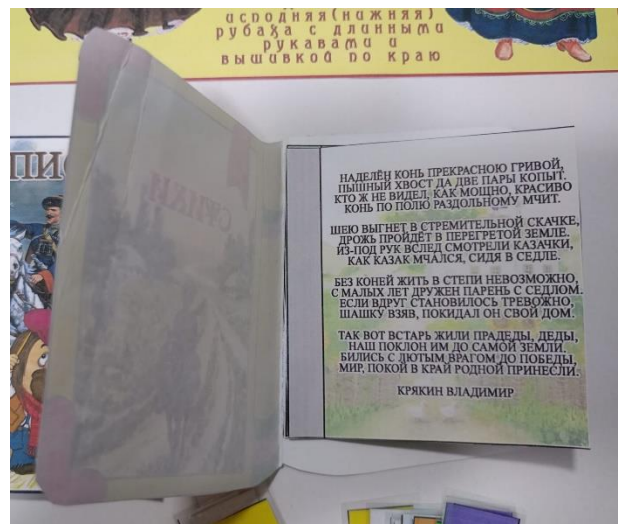 исподняя(нижняя)
рубаха с длинными
рукавами и
вышивкой по краю
ПИС
СТИХИ
НАДЕЛЁН КОНЬ ПРЕКРАСНОЮ ГРИВОЙ,
ПЫШНЫЙ ХВОСТ ДА ДВЕ ПАРЫ КОПЫТ.
КТО Ж НЕ ВИДЕЛ, КАК МОЩНО, КРАСИВО
КОНЬ ПО ПОЛЮ РАЗДОЛЬНОМУ МЧИТ.
ШЕЮ ВЫГНЕТ В СТРЕМИТЕЛЬНОЙ СКАЧКЕ,
ДРОЖЬ ПРОЙДЁТ В ПЕРЕГРЕТОЙ ЗЕМЛЕ.
ИЗ-ПОД РУК ВСЛЕД СМОТРЕЛИ КАЗАЧКИ,
КАК КАЗАК МЧАЛСЯ, СИДЯ В СЕДЛЕ.
БЕЗ КОНЕЙ ЖИТЬ В СТЕПИ НЕВОЗМОЖНО,
С МАЛЫХ ЛЕТ ДРУЖЕН ПАРЕНЬ С СЕДЛОМ.
ЕСЛИ ВДРУГ СТАНОВИЛОСЬ ТРЕВОЖНО,
ШАШКУ ВЗЯВ, ПОКИДАЛ ОН СВОЙ ДОМ.
ТАК ВОТ ВСТАРЬ ЖИЛИ ПРАДЕДЫ, ДЕДЫ,
НАШ ПОКЛОН ИМ ДО САМОЙ ЗЕМЛИ.
БИЛИСЬ С ЛЮТЫМ ВРАГОМ ДО ПОБЕДЫ,
МИР, ПОКОЙ В КРАЙ РОДНОЙ ПРИНЕСЛИ.
КРЯКИН ВЛАДИМИР